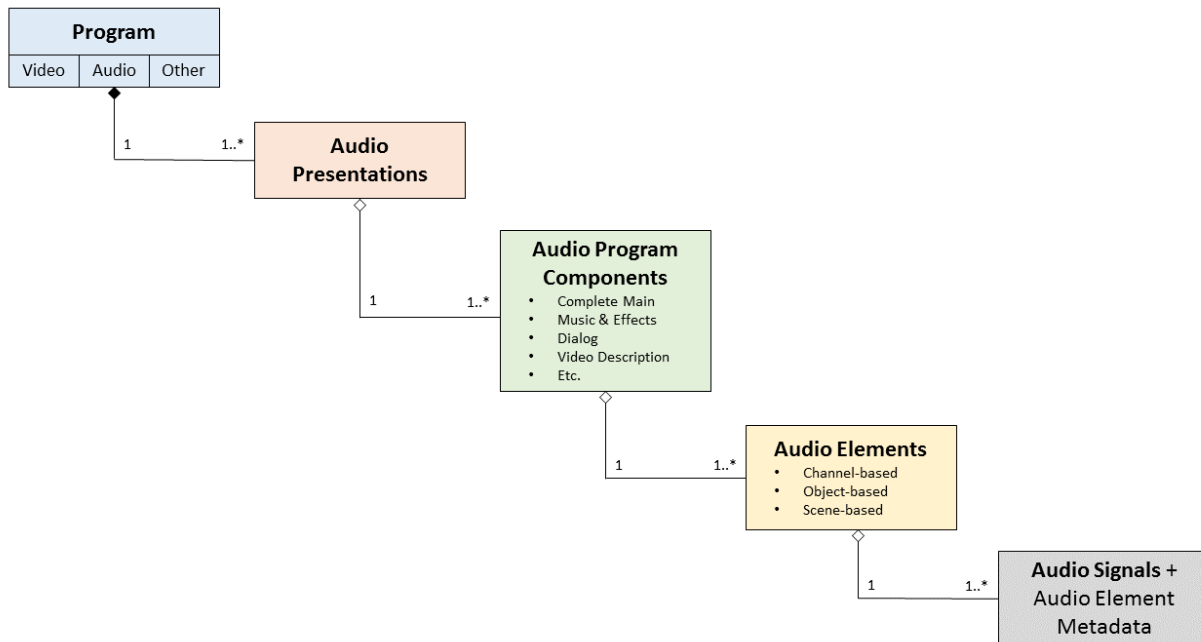 Program
Video Audio Other
1 1..*
Audio
Presentations
1 1..*
Audio Program
Components
• Complete Main
• Music & Effects
• Dialog
• Video Description
• Etc.
1 1..*
Audio Elements
• Channel-based
• Object-based
• Scene-based
1 1..*
Audio Signals +
Audio Element
Metadata